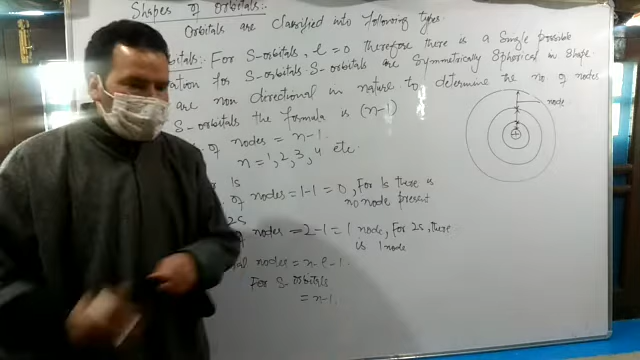 Shapes of Orbitals:-
Orbitals are classified into following types.
bitals:- For S-orbitals, l = 0 therefore there is a Single possible
ation for S-orbitals. S-orbitals are Symmetrically Spherical in Shape.
are non directional in nature. To determine the no of nodes
S-orbitals the formula is (n-1)
node
of nodes = n-1.
n = 1, 2, 3, 4 etc.
1s
of nodes = 1-1 = 0, For 1s there is
no node present
2s
nodes = 2-1 = 1 node, For 2s, there
is 1 node
nodes = n-l-1.
For S-orbitals
= n-1.